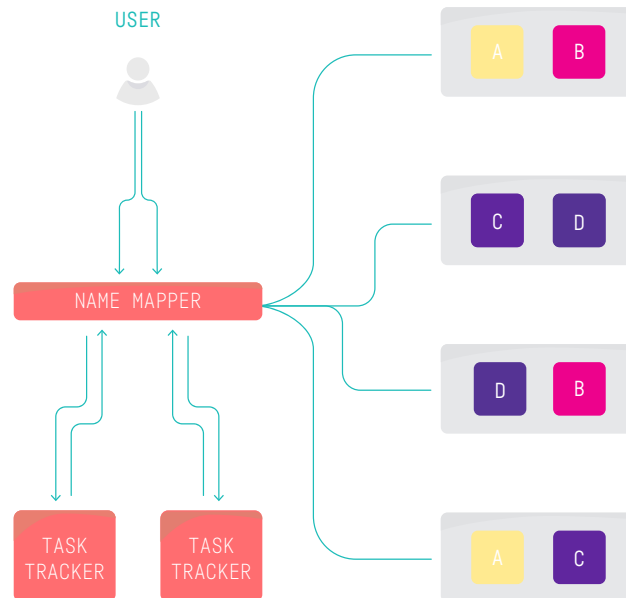 USER
A B
C D
NAME MAPPER
D B
TASK
TRACKER
TASK
TRACKER
A C